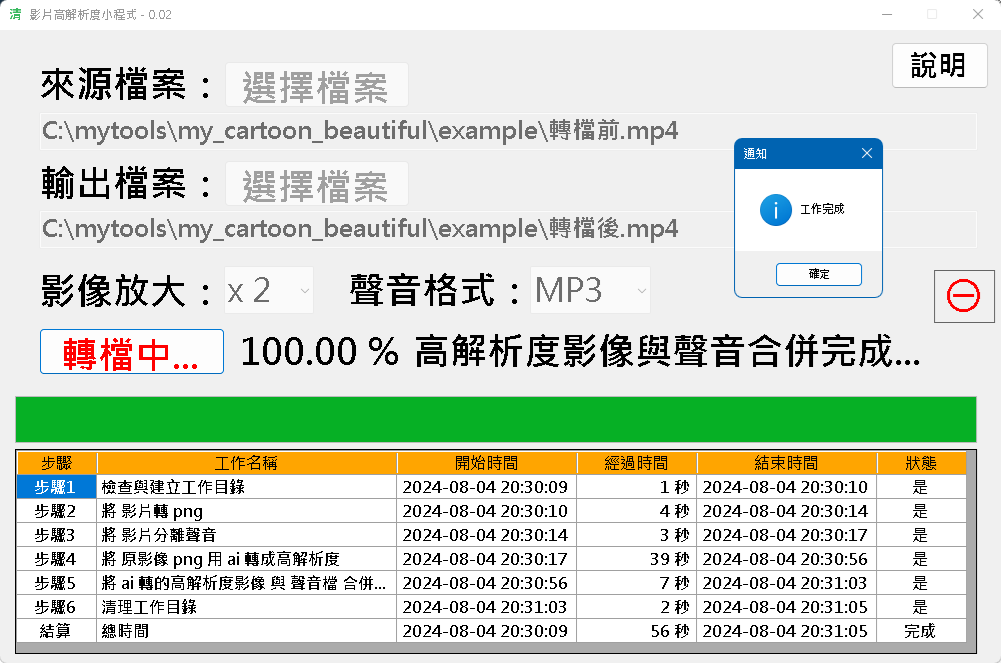 清 影片高解析度小程式 - 0.02
說明
來源檔案： 選擇檔案
C:\mytools\my_cartoon_beautiful\example\轉檔前.mp4
輸出檔案： 選擇檔案
C:\mytools\my_cartoon_beautiful\example\轉檔後.mp4
通知
工作完成
確定
影像放大： x 2 聲音格式： MP3
轉檔中... 100.00 % 高解析度影像與聲音合併完成...
步驟 工作名稱 開始時間 經過時間 結束時間 狀態
步驟1 檢查與建立工作目錄 2024-08-04 20:30:09 1 秒 2024-08-04 20:30:10 是
步驟2 將 影片轉 png 2024-08-04 20:30:10 4 秒 2024-08-04 20:30:14 是
步驟3 將 影片分離聲音 2024-08-04 20:30:14 3 秒 2024-08-04 20:30:17 是
步驟4 將 原影像 png 用 ai 轉成高解析度 2024-08-04 20:30:17 39 秒 2024-08-04 20:30:56 是
步驟5 將 ai 轉的高解析度影像 與 聲音檔 合併... 2024-08-04 20:30:56 7 秒 2024-08-04 20:31:03 是
步驟6 清理工作目錄 2024-08-04 20:31:03 2 秒 2024-08-04 20:31:05 是
結算 總時間 2024-08-04 20:30:09 56 秒 2024-08-04 20:31:05 完成